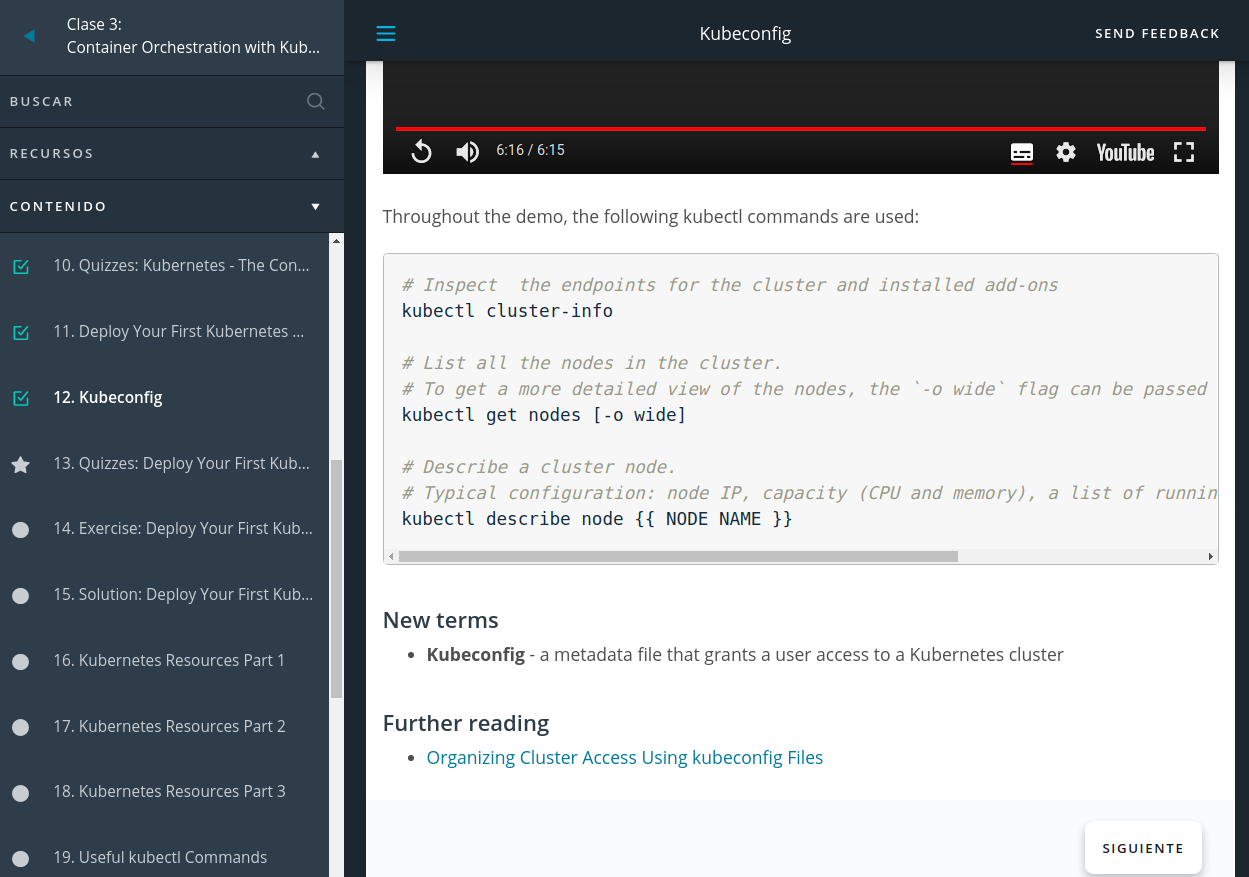 Clase 3:
Container Orchestration with Kub...
BUSCAR
RECURSOS
CONTENIDO
10. Quizzes: Kubernetes - The Con...
11. Deploy Your First Kubernetes ...
12. Kubeconfig
13. Quizzes: Deploy Your First Kub...
14. Exercise: Deploy Your First Kub...
15. Solution: Deploy Your First Kub...
16. Kubernetes Resources Part 1
17. Kubernetes Resources Part 2
18. Kubernetes Resources Part 3
19. Useful kubectl Commands
Kubeconfig
SEND FEEDBACK
6:16 / 6:15
YouTube
Throughout the demo, the following kubectl commands are used:
# Inspect  the endpoints for the cluster and installed add-ons
kubectl cluster-info
# List all the nodes in the cluster.
# To get a more detailed view of the nodes, the `-o wide` flag can be passed
kubectl get nodes [-o wide]
# Describe a cluster node.
# Typical configuration: node IP, capacity (CPU and memory), a list of runnin
kubectl describe node {{ NODE NAME }}
New terms
• Kubeconfig - a metadata file that grants a user access to a Kubernetes cluster
Further reading
• Organizing Cluster Access Using kubeconfig Files
SIGUIENTE